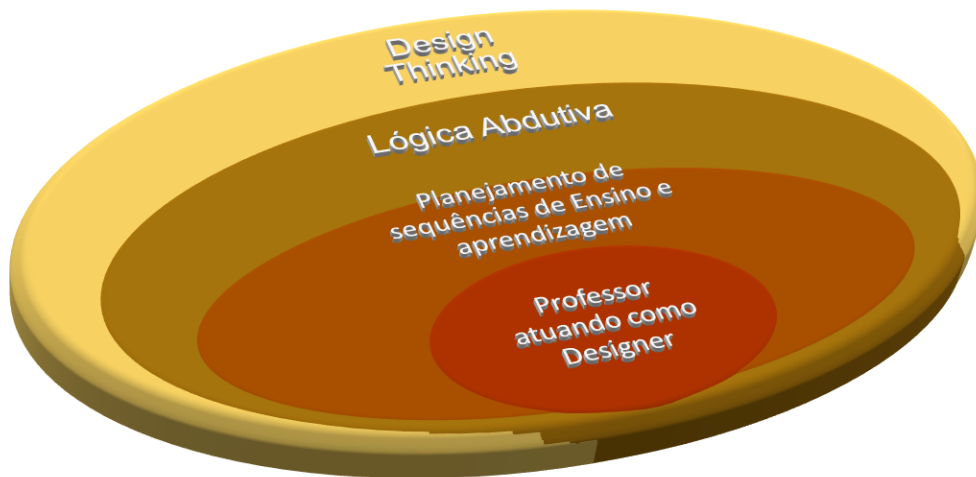 Design
Thinking
Lógica Abdutiva
Planejamento de
sequências de Ensino e
aprendizagem
Professor
atuando como
Designer